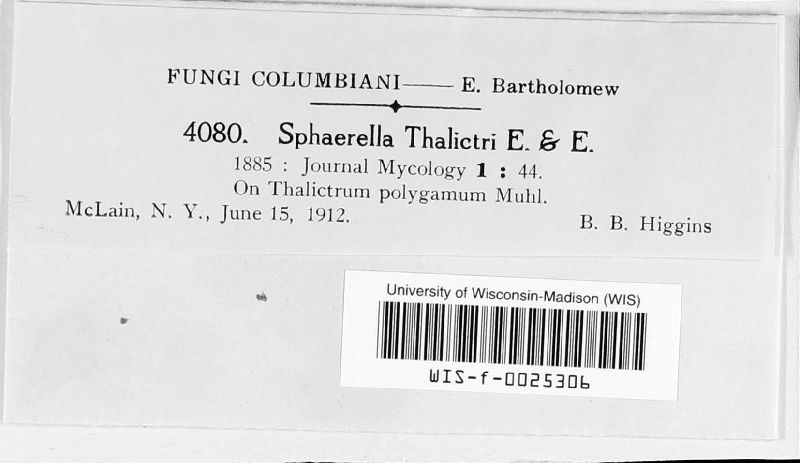 FUNGI COLUMBIANI—— E. Bartholomew
4080. Sphaerella Thalictri E. & E.
1885 : Journal Mycology 1 : 44.
On Thalictrum polygamum Muhl.
McLain, N. Y., June 15, 1912. B. B. Higgins
University of Wisconsin-Madison (WIS)
WIS-f-0025306